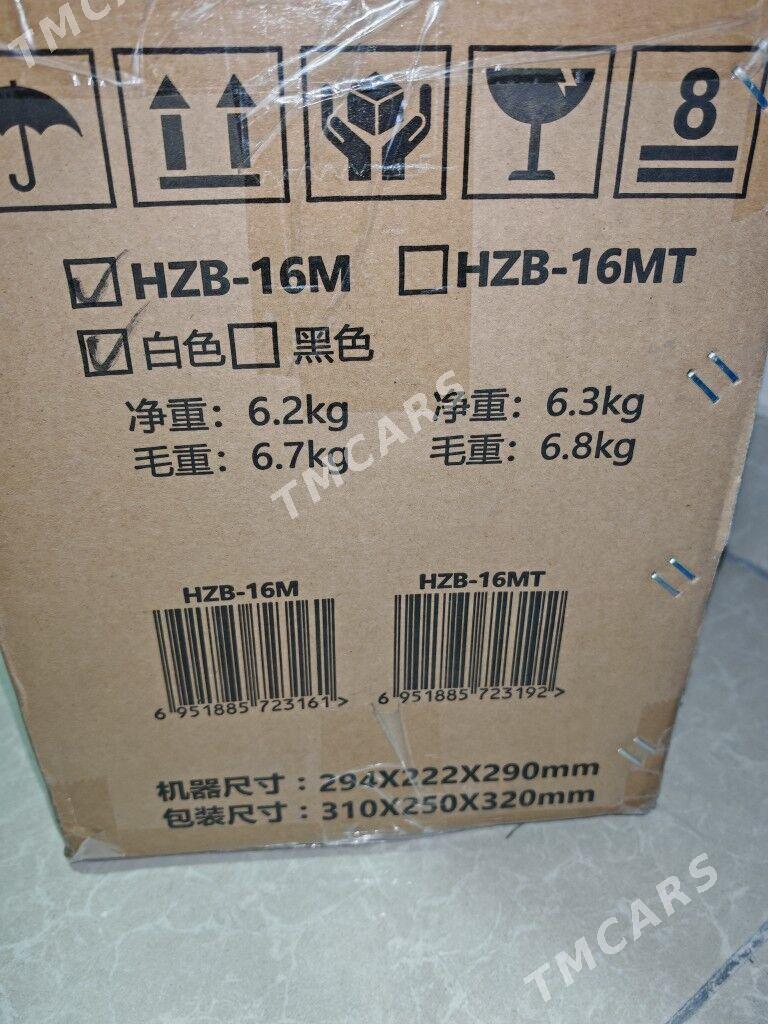 TMCARS
8
HZB-16M HZB-16MT
白色 黑色
净重：6.2kg 净重：6.3kg
毛重：6.7kg 毛重：6.8kg
TMCARS
HZB-16M HZB-16MT
6 951885 723161 > 6 951885 723192 >
机器尺寸：294X222X290mm
包装尺寸：310X250X320mm
TMCARS